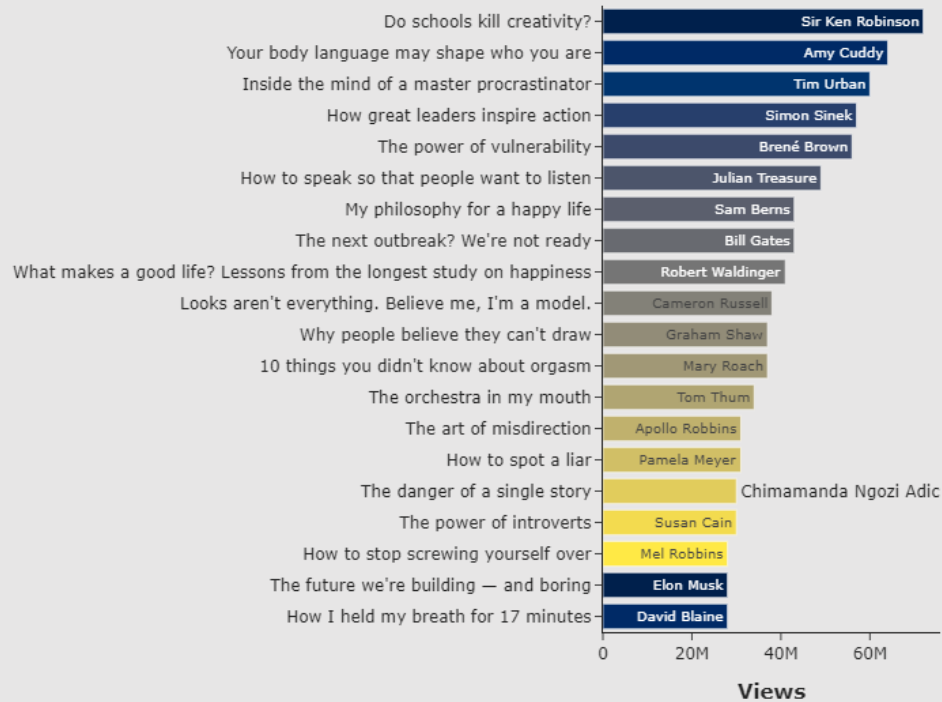 Do schools kill creativity? Sir Ken Robinson
Your body language may shape who you are Amy Cuddy
Inside the mind of a master procrastinator Tim Urban
How great leaders inspire action Simon Sinek
The power of vulnerability Brené Brown
How to speak so that people want to listen Julian Treasure
My philosophy for a happy life Sam Berns
The next outbreak? We're not ready Bill Gates
What makes a good life? Lessons from the longest study on happiness Robert Waldinger
Looks aren't everything. Believe me, I'm a model. Cameron Russell
Why people believe they can't draw Graham Shaw
10 things you didn't know about orgasm Mary Roach
The orchestra in my mouth Tom Thum
The art of misdirection Apollo Robbins
How to spot a liar Pamela Meyer
The danger of a single story Chimamanda Ngozi Adic
The power of introverts Susan Cain
How to stop screwing yourself over Mel Robbins
The future we're building — and boring Elon Musk
How I held my breath for 17 minutes David Blaine
0 20M 40M 60M
Views